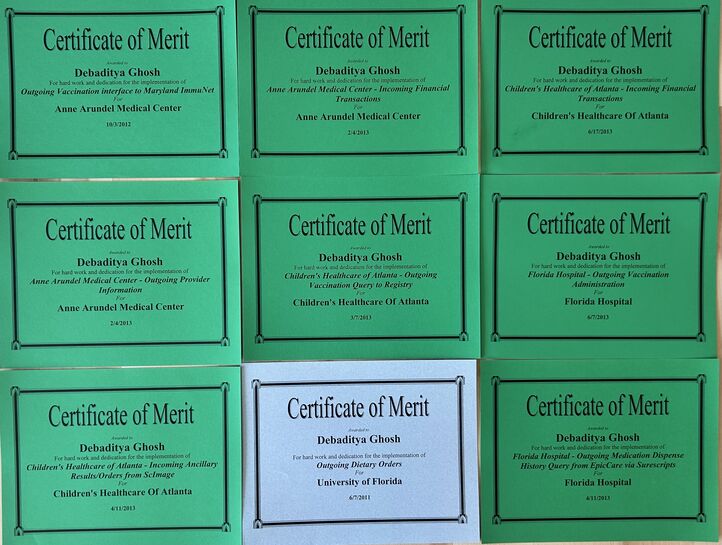 Certificate of Merit
Awarded to
Debaditya Ghosh
For hard work and dedication for the implementation of
Outgoing Vaccination interface to Maryland ImmuNet
For
Anne Arundel Medical Center
10/3/2012
Certificate of Merit
Awarded to
Debaditya Ghosh
For hard work and dedication for the implementation of
Anne Arundel Medical Center - Incoming Financial
Transactions
For
Anne Arundel Medical Center
2/4/2013
Certificate of Merit
Awarded to
Debaditya Ghosh
For hard work and dedication for the implementation of
Children's Healthcare of Atlanta - Incoming Financial
Transactions
For
Children's Healthcare Of Atlanta
6/17/2013
Certificate of Merit
Awarded to
Debaditya Ghosh
For hard work and dedication for the implementation of
Anne Arundel Medical Center - Outgoing Provider
Information
For
Anne Arundel Medical Center
2/4/2013
Certificate of Merit
Awarded to
Debaditya Ghosh
For hard work and dedication for the implementation of
Children's Healthcare of Atlanta - Outgoing
Vaccination Query to Registry
For
Children's Healthcare Of Atlanta
3/7/2013
Certificate of Merit
Awarded to
Debaditya Ghosh
For hard work and dedication for the implementation of
Florida Hospital - Outgoing Vaccination
Administration
For
Florida Hospital
6/7/2013
Certificate of Merit
Awarded to
Debaditya Ghosh
For hard work and dedication for the implementation of
Children's Healthcare of Atlanta - Incoming Ancillary
Results/Orders from ScImage
For
Children's Healthcare Of Atlanta
4/11/2013
Certificate of Merit
Awarded to
Debaditya Ghosh
For hard work and dedication for the implementation of
Outgoing Dietary Orders
For
University of Florida
6/7/2011
Certificate of Merit
Awarded to
Debaditya Ghosh
For hard work and dedication for the implementation of
Florida Hospital - Outgoing Medication Dispense
History Query from EpicCare via Surescripts
For
Florida Hospital
4/11/2013